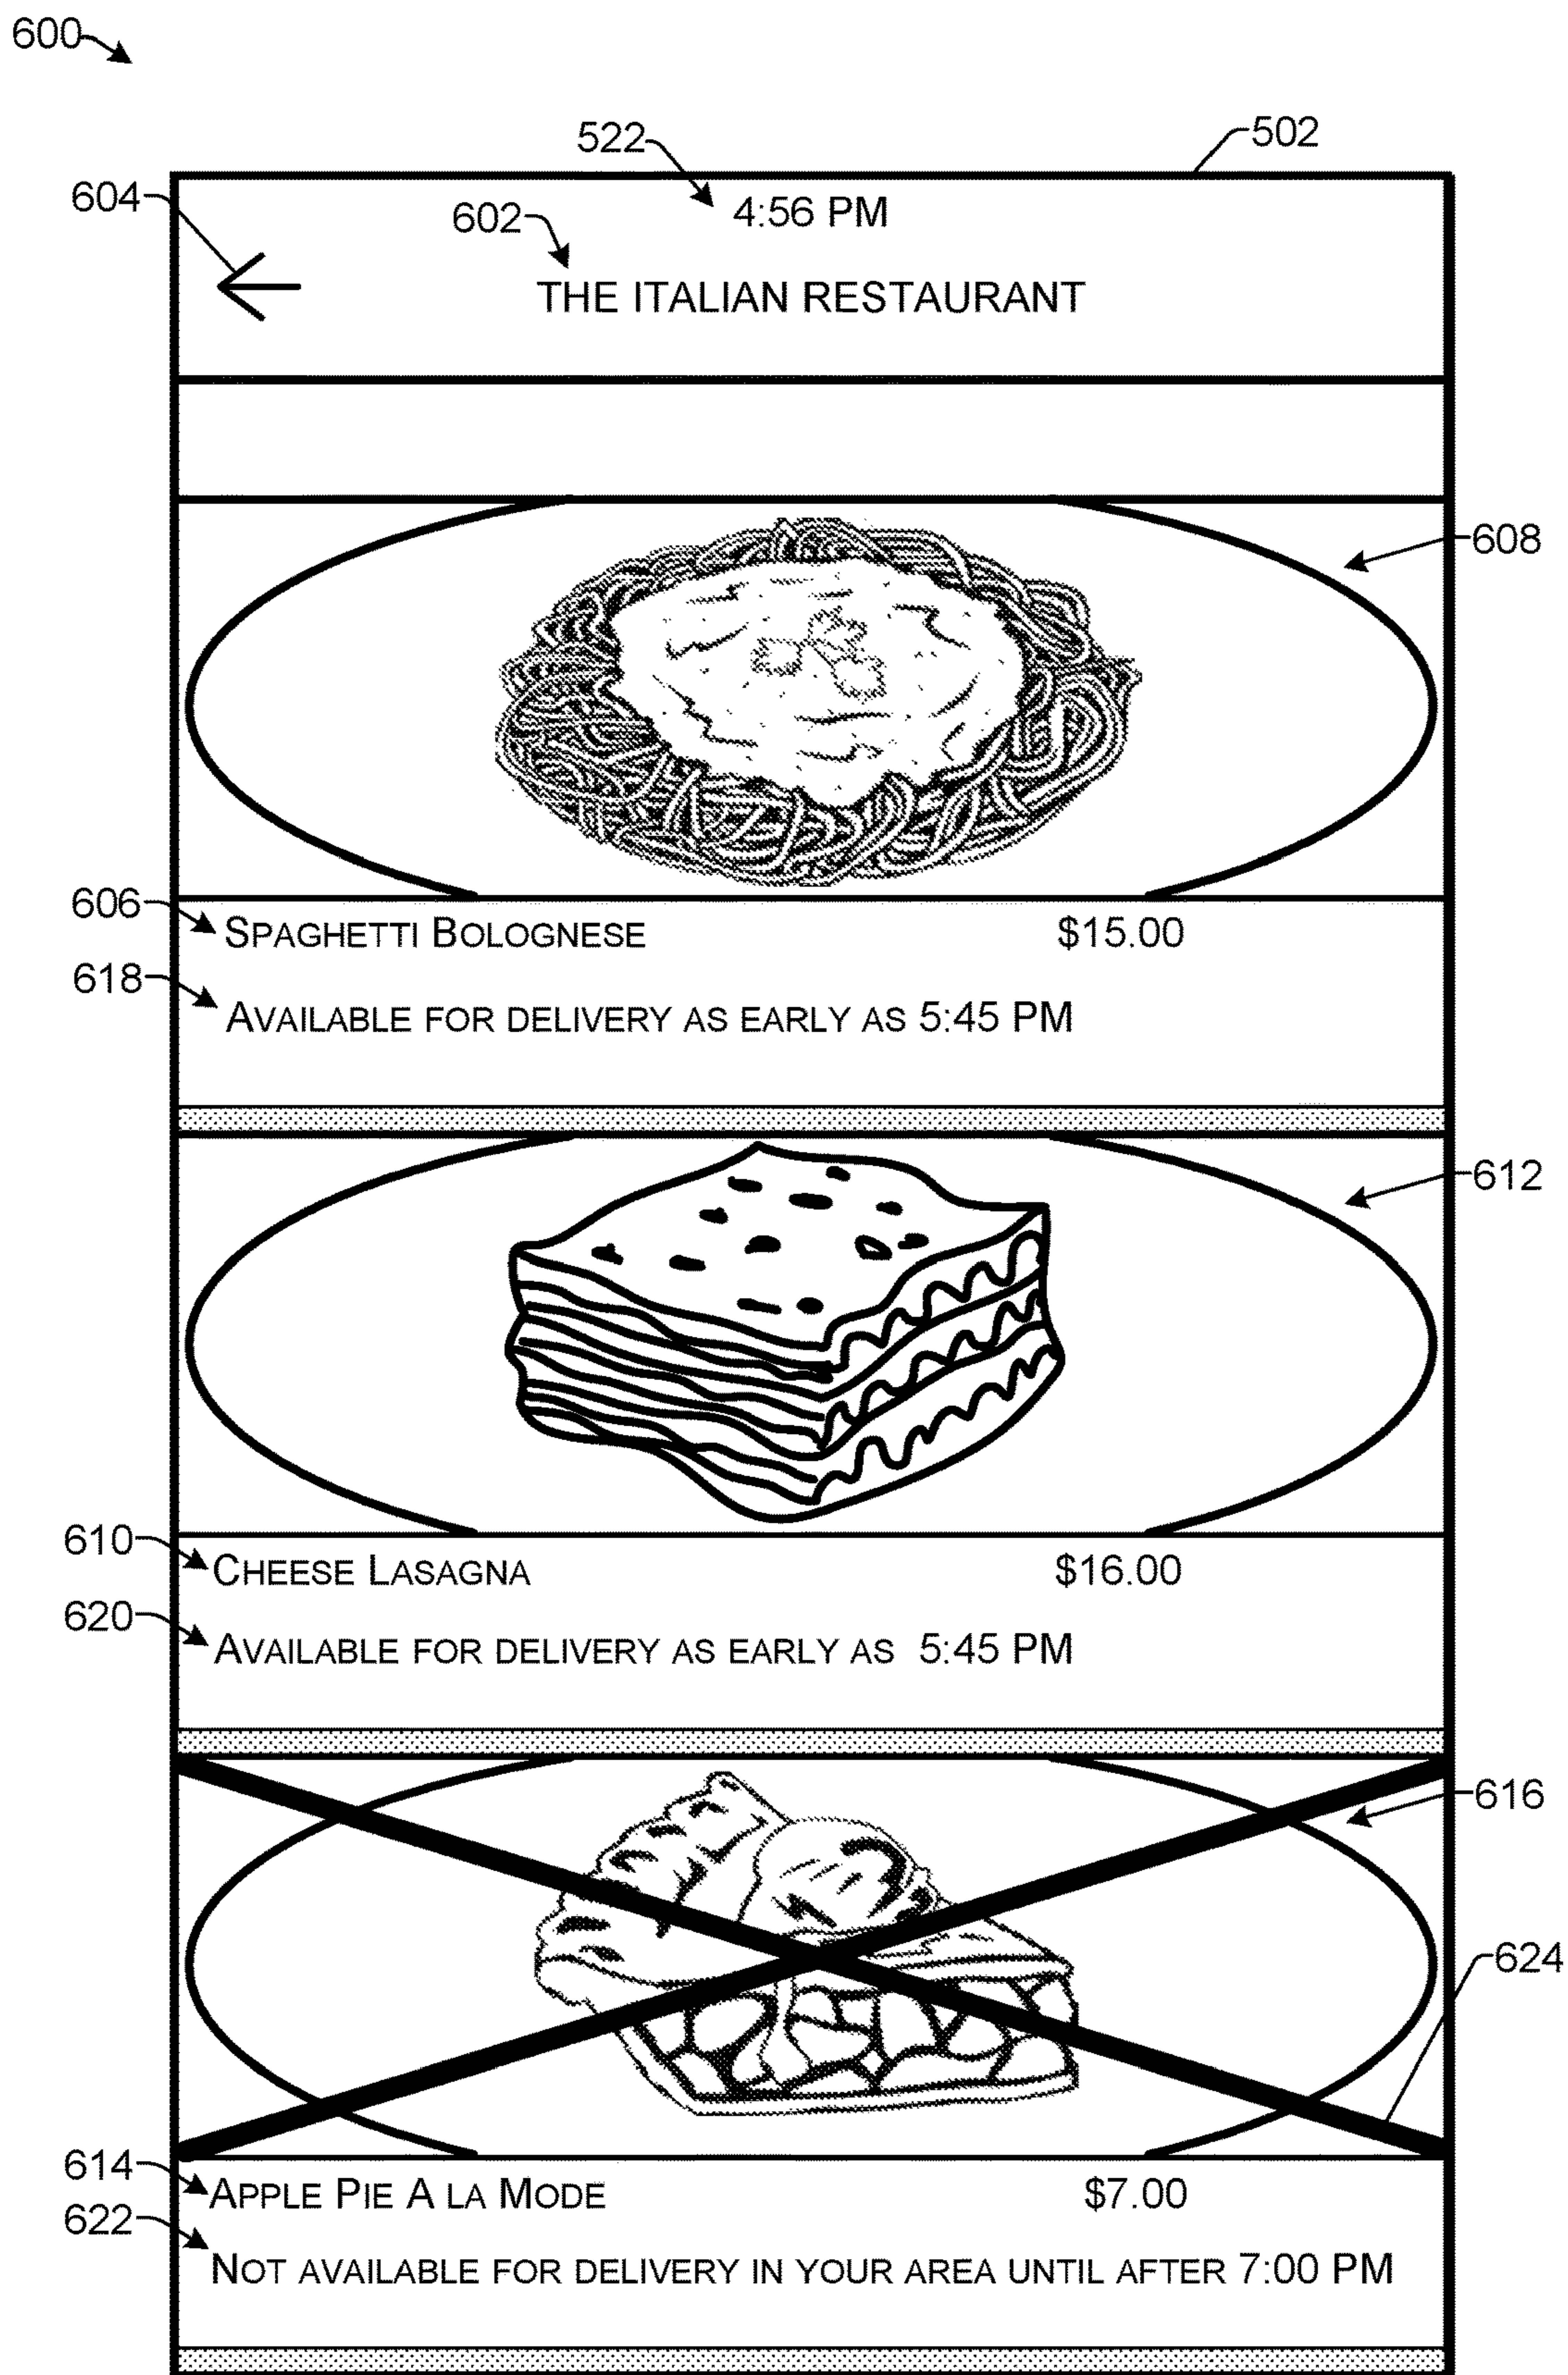 600
522
502
604
4:56 PM
602
THE ITALIAN RESTAURANT
608
606
SPAGHETTI BOLOGNESE $15.00
618
AVAILABLE FOR DELIVERY AS EARLY AS 5:45 PM
612
610
CHEESE LASAGNA $16.00
620
AVAILABLE FOR DELIVERY AS EARLY AS 5:45 PM
616
624
614
APPLE PIE A LA MODE $7.00
622
NOT AVAILABLE FOR DELIVERY IN YOUR AREA UNTIL AFTER 7:00 PM